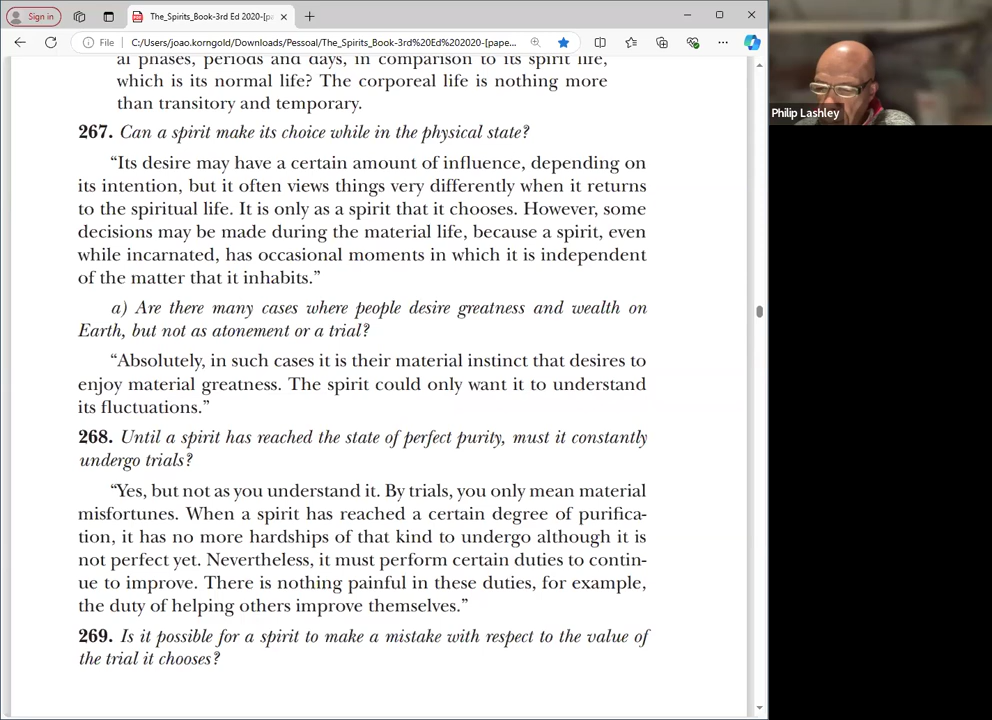 Sign in
The_Spirits_Book-3rd Ed 2020-[pa
File
C:/Users/joao.korngold/Downloads/Pessoal/The_Spirits_Book-3rd%20Ed%202020-[pape...
al phases, periods and days, in comparison to its spirit life,
which is its normal life? The corporeal life is nothing more
than transitory and temporary.
267. Can a spirit make its choice while in the physical state?
“Its desire may have a certain amount of influence, depending on
its intention, but it often views things very differently when it returns
to the spiritual life. It is only as a spirit that it chooses. However, some
decisions may be made during the material life, because a spirit, even
while incarnated, has occasional moments in which it is independent
of the matter that it inhabits.”
a) Are there many cases where people desire greatness and wealth on
Earth, but not as atonement or a trial?
“Absolutely, in such cases it is their material instinct that desires to
enjoy material greatness. The spirit could only want it to understand
its fluctuations.”
268. Until a spirit has reached the state of perfect purity, must it constantly
undergo trials?
“Yes, but not as you understand it. By trials, you only mean material
misfortunes. When a spirit has reached a certain degree of purifica-
tion, it has no more hardships of that kind to undergo although it is
not perfect yet. Nevertheless, it must perform certain duties to contin-
ue to improve. There is nothing painful in these duties, for example,
the duty of helping others improve themselves.”
269. Is it possible for a spirit to make a mistake with respect to the value of
the trial it chooses?
Philip Lashley